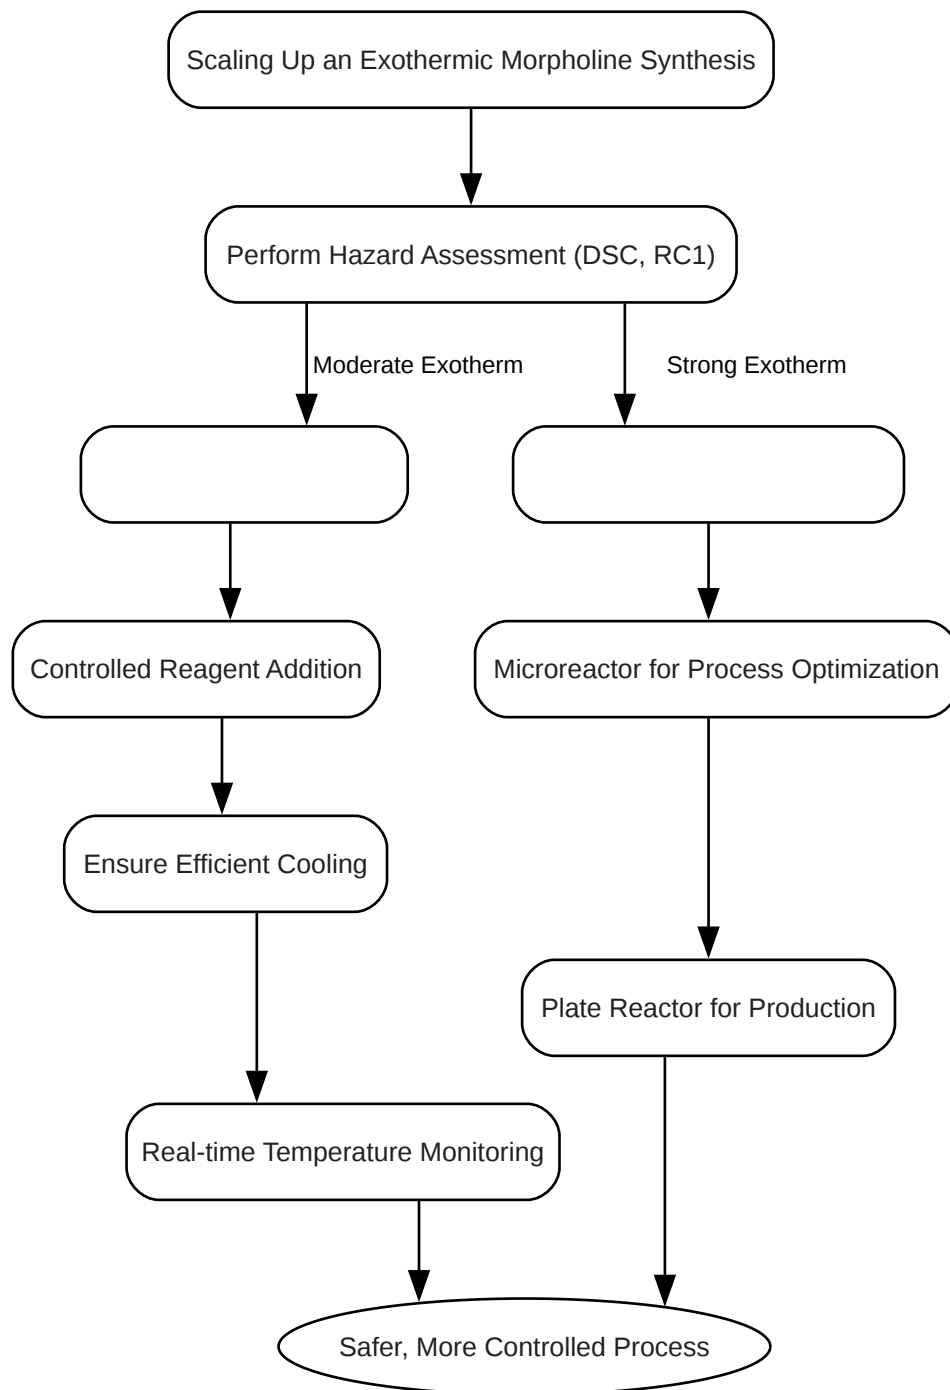 Scaling Up an Exothermic Morpholine Synthesis
Perform Hazard Assessment (DSC, RC1)
Moderate Exotherm
Strong Exotherm
Controlled Reagent Addition
Microreactor for Process Optimization
Ensure Efficient Cooling
Plate Reactor for Production
Real-time Temperature Monitoring
Safer, More Controlled Process